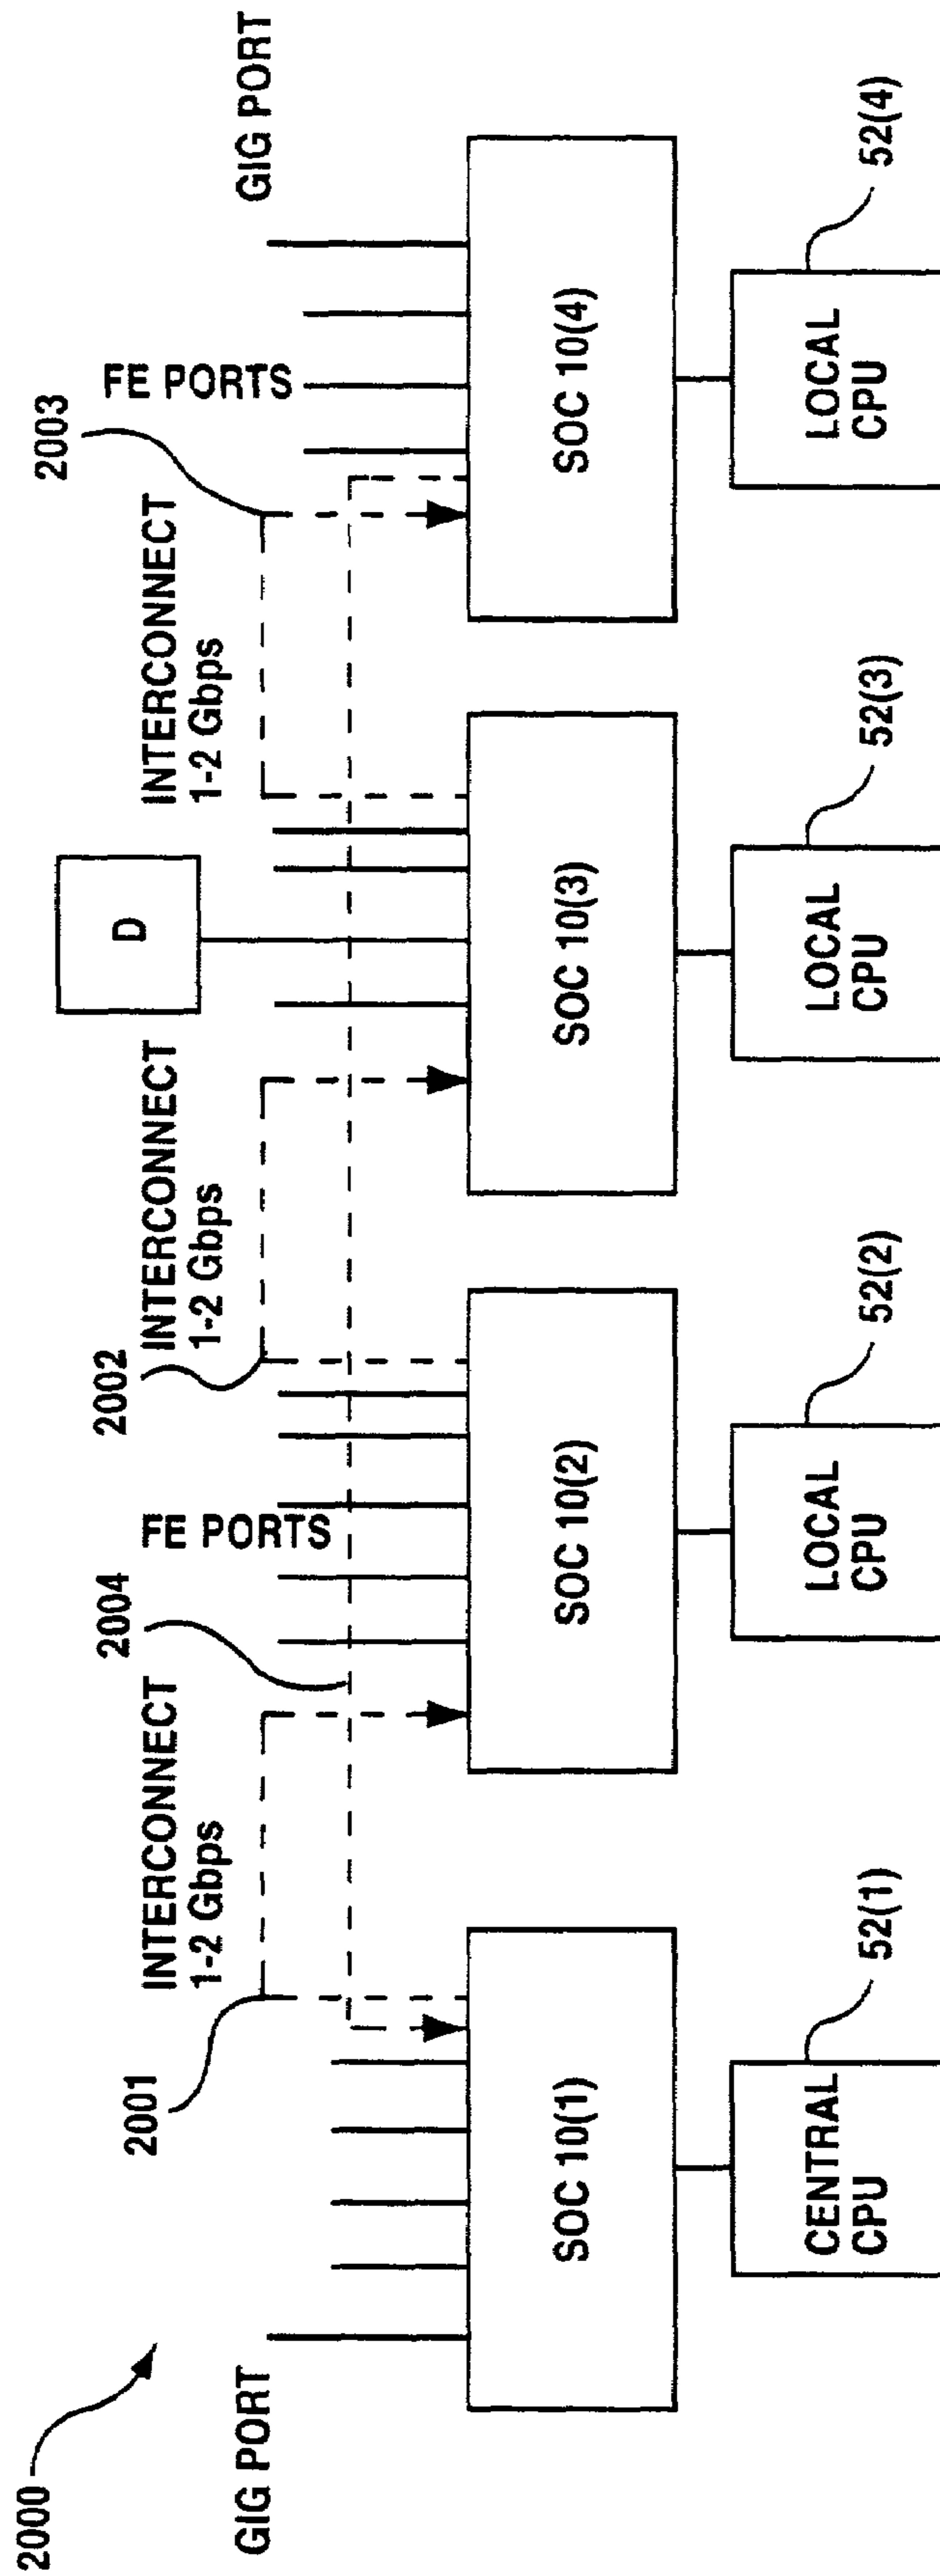 2000
GIG PORT
2001
INTERCONNECT
1-2 Gbps
2004
FE PORTS
2002
INTERCONNECT
1-2 Gbps
D
INTERCONNECT
1-2 Gbps
2003
FE PORTS
GIG PORT
SOC 10(1)
SOC 10(2)
SOC 10(3)
SOC 10(4)
CENTRAL
CPU
52(1)
LOCAL
CPU
52(2)
LOCAL
CPU
52(3)
LOCAL
CPU
52(4)